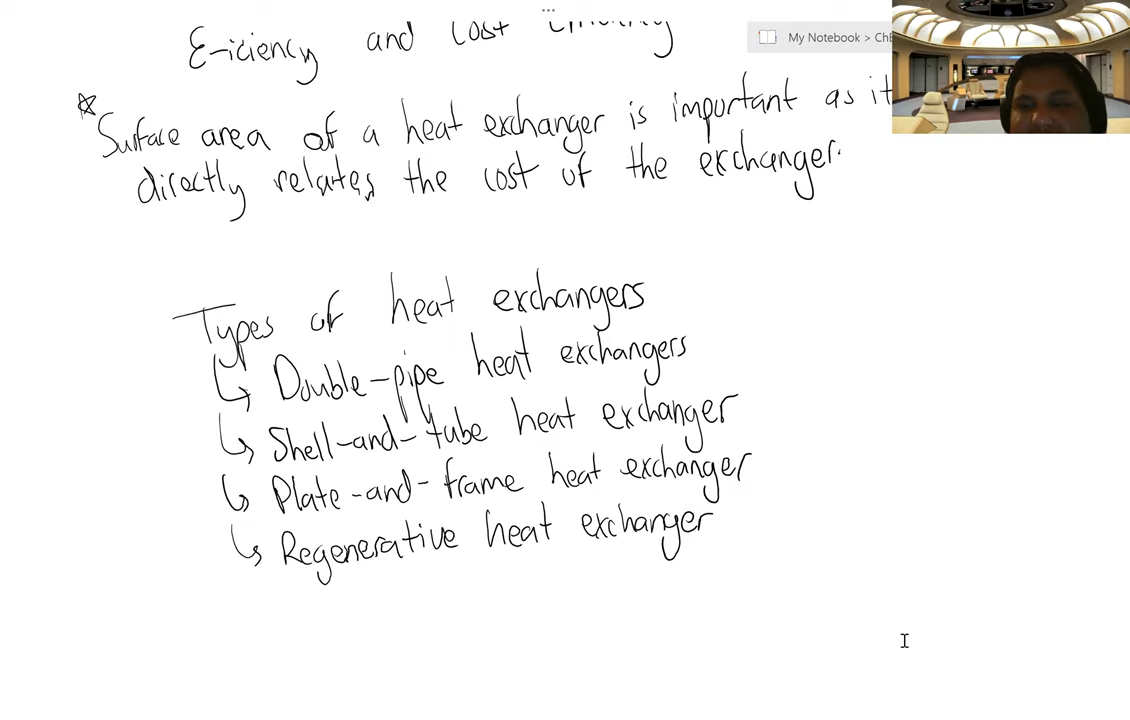 E-iciency and cost
My Notebook > ChE
☆ Surface area of a heat exchanger is important as it
directly relates the cost of the exchanger.
Types of heat exchangers
↳ Double-pipe heat exchangers
↳ Shell-and-tube heat exchanger
↳ Plate-and-frame heat exchanger
↳ Regenerative heat exchanger